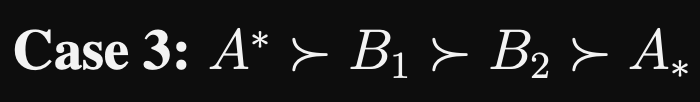 Case 3: A* ≻ B₁ ≻ B₂ ≻ A⁎